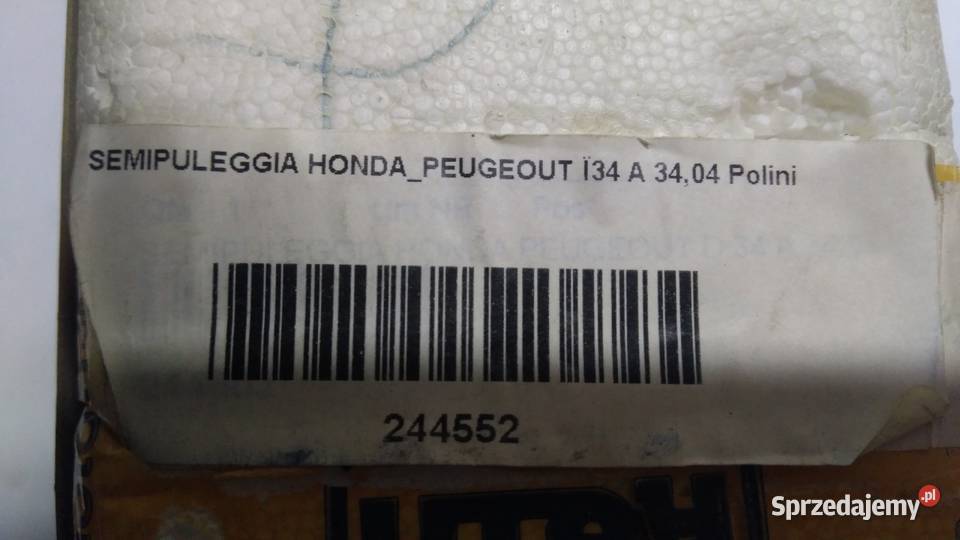 SEMIPULEGGIA HONDA_PEUGEOUT Ï34 A 34,04 Polini
244552
Sprzedajemy.pl